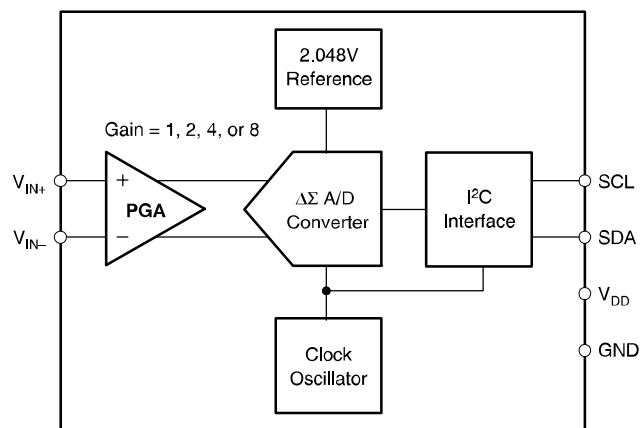 2.048V
Reference
Gain = 1, 2, 4, or 8
V_IN+
+
PGA
V_IN–
–
ΔΣ A/D
Converter
I²C
Interface
SCL
SDA
V_DD
GND
Clock
Oscillator